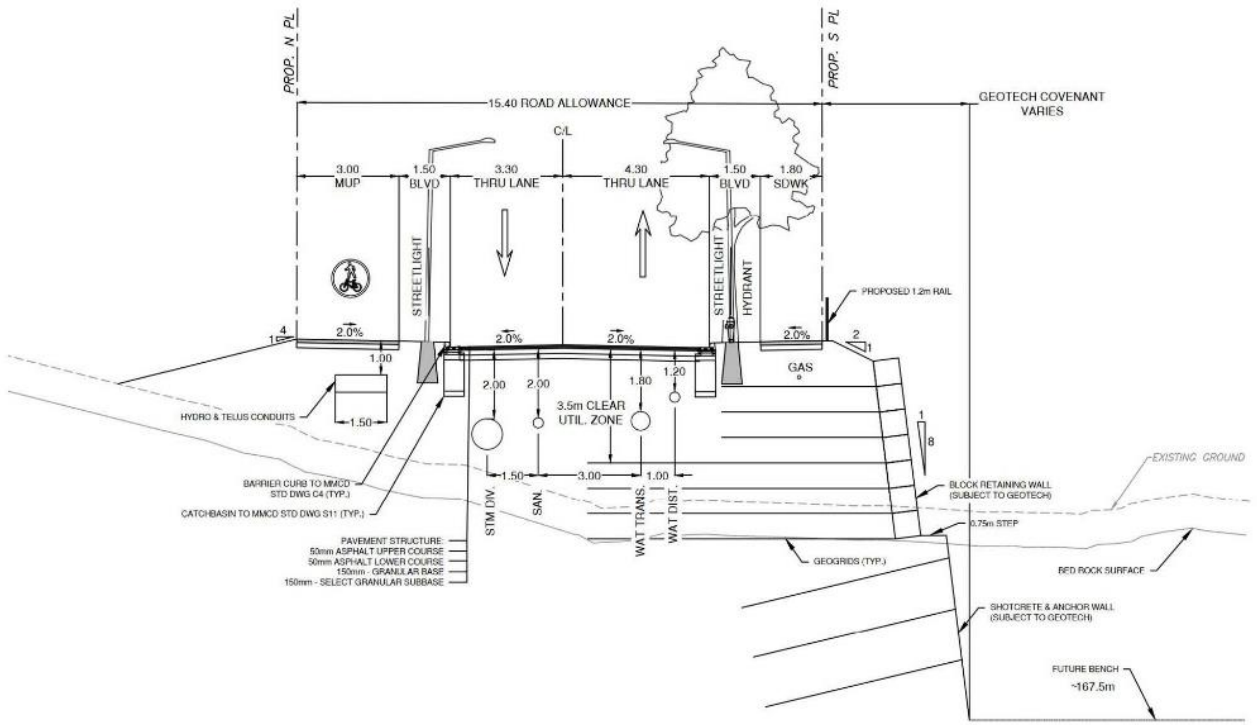 PROP. N PL
PROP. S PL
15.40 ROAD ALLOWANCE
GEOTECH COVENANT
VARIES
C/L
3.00
MUP
1.50
BLVD
3.30
THRU LANE
4.30
THRU LANE
1.50
BLVD
1.80
SDWK
STREETLIGHT
STREETLIGHT
HYDRANT
PROPOSED 1.2m RAIL
4
1
2.0%
2.0%
2.0%
2.0%
2
1
1.00
2.00
2.00
1.80
1.20
GAS
3.5m CLEAR
UTIL. ZONE
HYDRO & TELUS CONDUITS
1.50
1
8
EXISTING GROUND
1.50
3.00
1.00
BARRIER CURB TO MMCD
STD DWG C4 (TYP.)
BLOCK RETAINING WALL
(SUBJECT TO GEOTECH)
CATCHBASIN TO MMCD STD DWG S11 (TYP.)
STM DIV.
SAN.
WAT TRANS.
WAT DIST.
0.75m STEP
PAVEMENT STRUCTURE:
50mm ASPHALT UPPER COURSE
50mm ASPHALT LOWER COURSE
150mm - GRANULAR BASE
150mm - SELECT GRANULAR SUBBASE
GEOGRIDS (TYP.)
BED ROCK SURFACE
SHOTCRETE & ANCHOR WALL
(SUBJECT TO GEOTECH)
FUTURE BENCH
~167.5m